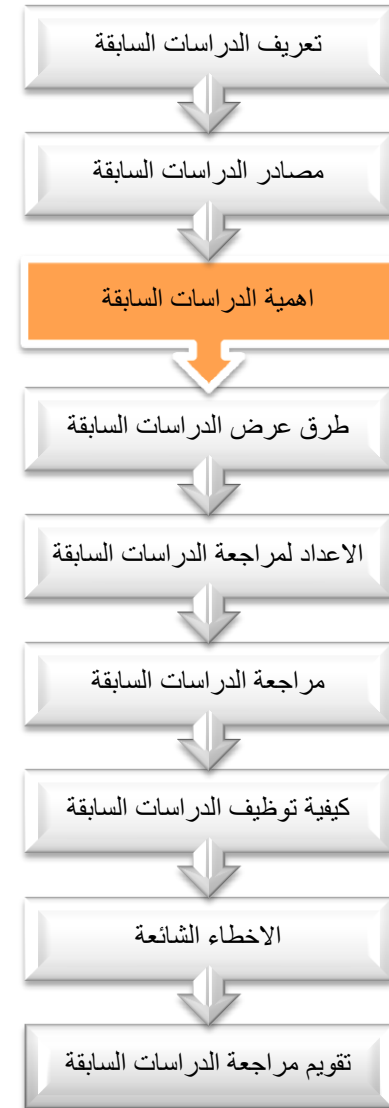 تعريف الدراسات السابقة
مصادر الدراسات السابقة
اهمية الدراسات السابقة
طرق عرض الدراسات السابقة
الاعداد لمراجعة الدراسات السابقة
مراجعة الدراسات السابقة
كيفية توظيف الدراسات السابقة
الاخطاء الشائعة
تقويم مراجعة الدراسات السابقة